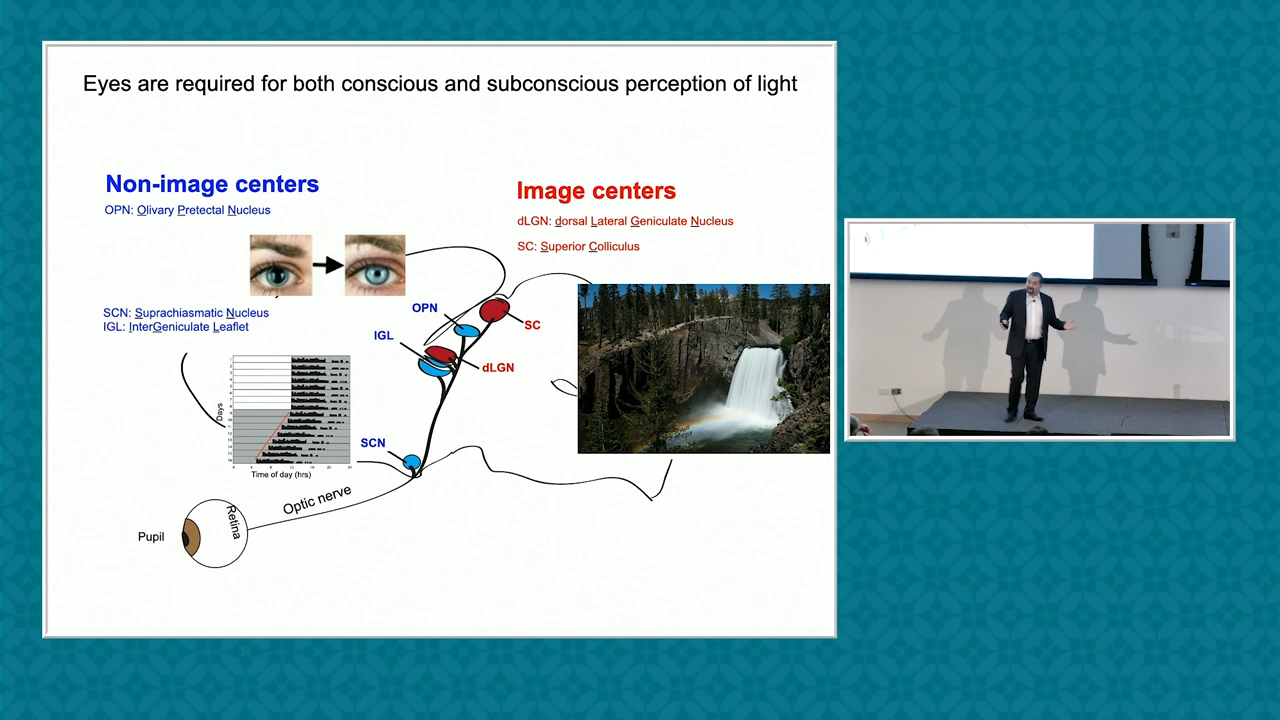 Eyes are required for both conscious and subconscious perception of light
Non-image centers
OPN: Olivary Pretectal Nucleus
Image centers
dLGN: dorsal Lateral Geniculate Nucleus
SC: Superior Colliculus
SCN: Suprachiasmatic Nucleus
IGL: InterGeniculate Leaflet
OPN
SC
IGL
dLGN
SCN
Days
Time of day (hrs)
Optic nerve
Retina
Pupil